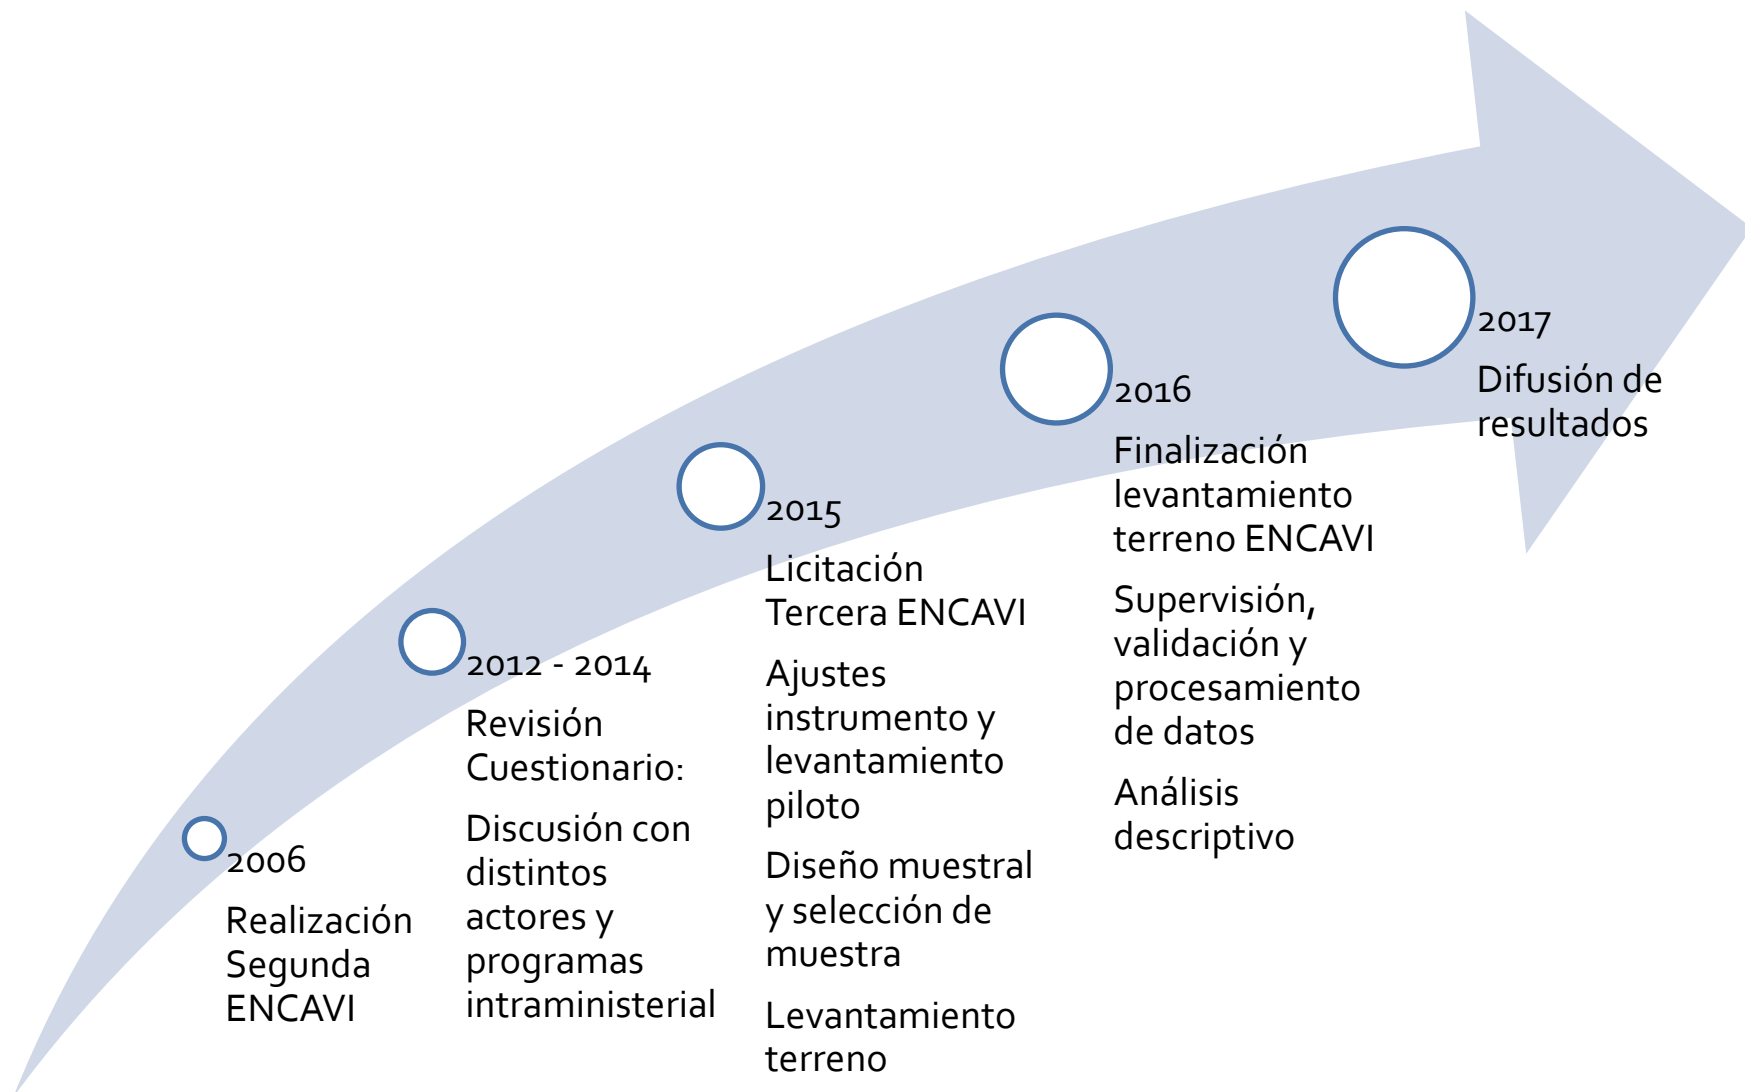 2006
Realización
Segunda
ENCAVI
2012 - 2014
Revisión
Cuestionario:
Discusión con
distintos
actores y
programas
intraministerial
2015
Licitación
Tercera ENCAVI
Ajustes
instrumento y
levantamiento
piloto
Diseño muestral
y selección de
muestra
Levantamiento
terreno
2016
Finalización
levantamiento
terreno ENCAVI
Supervisión,
validación y
procesamiento
de datos
Análisis
descriptivo
2017
Difusión de
resultados